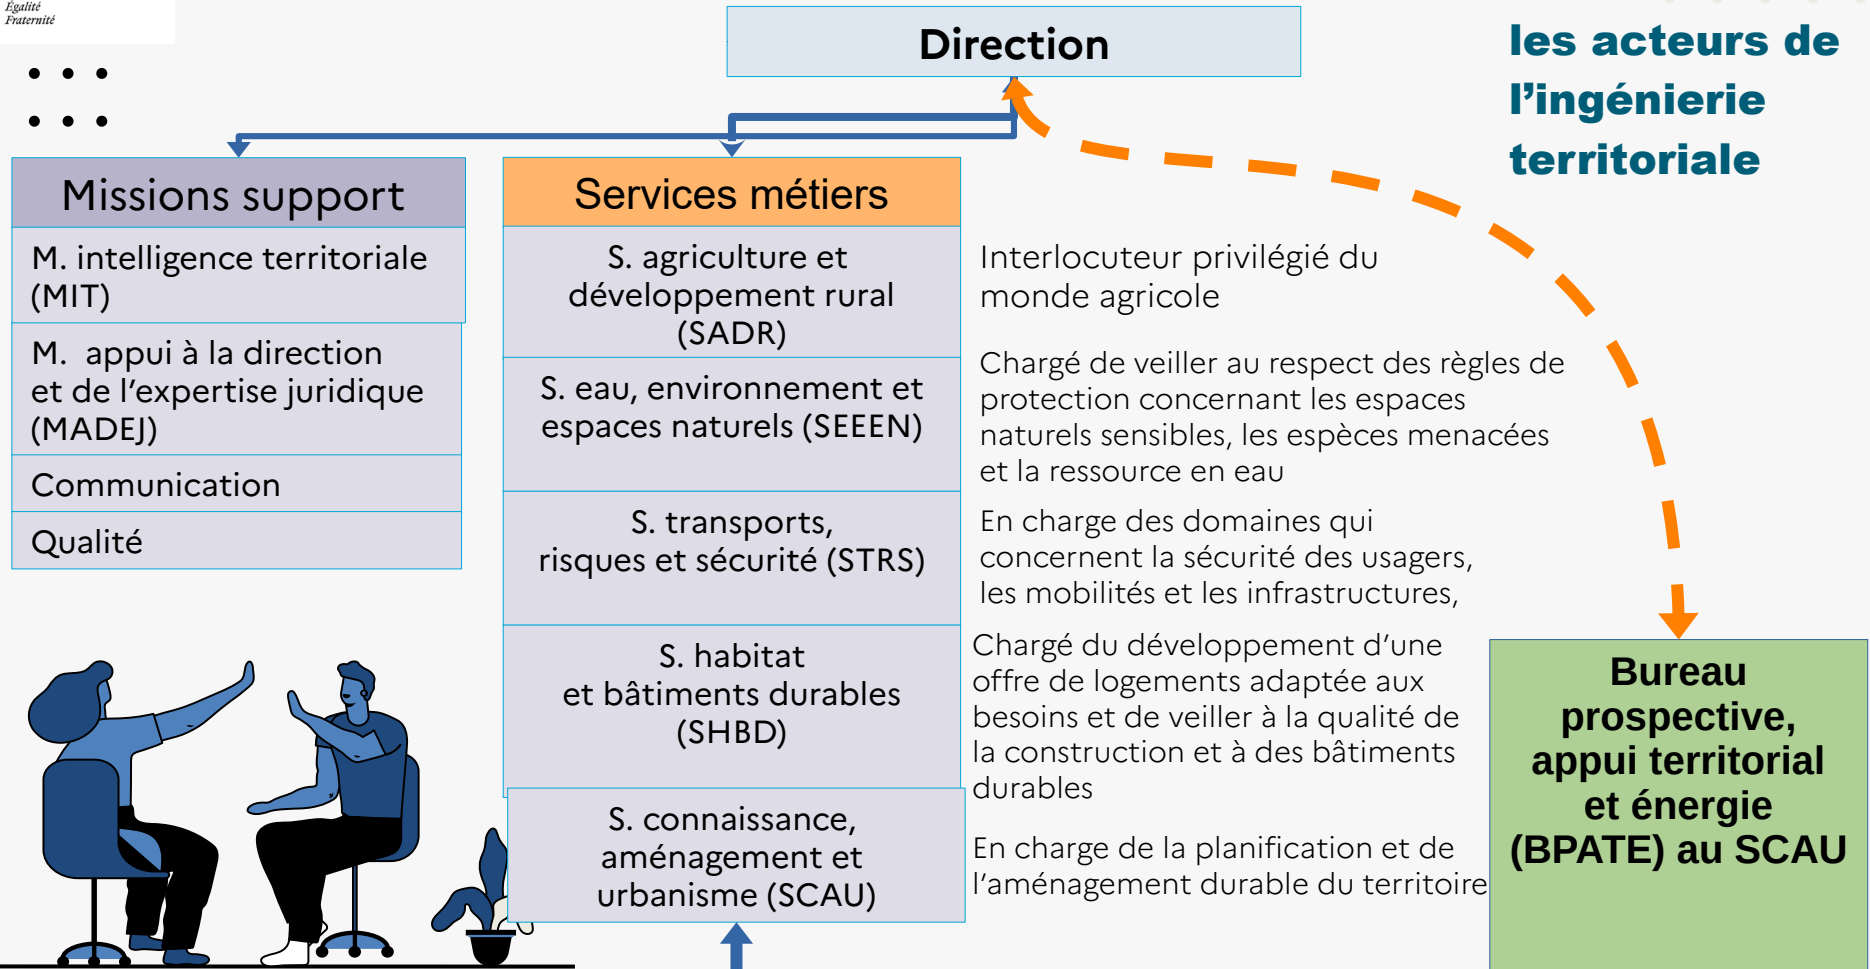 Égalité
Fraternité
Direction
les acteurs de
l’ingénierie
territoriale
Missions support
M. intelligence territoriale
(MIT)
M.  appui à la direction
et de l’expertise juridique
(MADEJ)
Communication
Qualité
Services métiers
S. agriculture et
développement rural
(SADR)
Interlocuteur privilégié du
monde agricole
S. eau, environnement et
espaces naturels (SEEEN)
Chargé de veiller au respect des règles de
protection concernant les espaces
naturels sensibles, les espèces menacées
et la ressource en eau
S. transports,
risques et sécurité (STRS)
En charge des domaines qui
concernent la sécurité des usagers,
les mobilités et les infrastructures,
S. habitat
et bâtiments durables
(SHBD)
Chargé du développement d’une
offre de logements adaptée aux
besoins et de veiller à la qualité de
la construction et à des bâtiments
durables
S. connaissance,
aménagement et
urbanisme (SCAU)
En charge de la planification et de
l’aménagement durable du territoire
Bureau
prospective,
appui territorial
et énergie
(BPATE) au SCAU